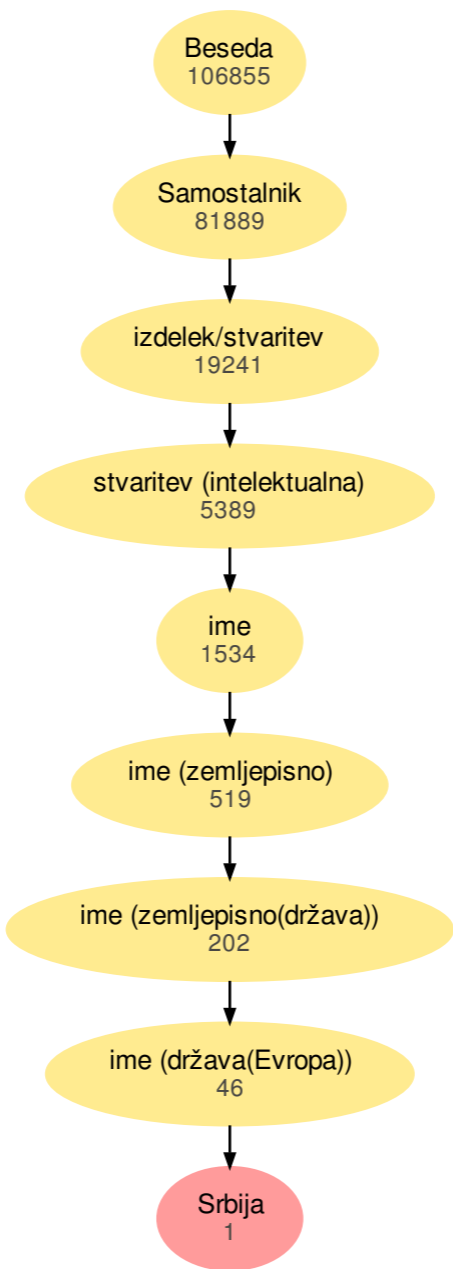 Beseda
106855
Samostalnik
81889
izdelek/stvaritev
19241
stvaritev (intelektualna)
5389
ime
1534
ime (zemljepisno)
519
ime (zemljepisno(država))
202
ime (država(Evropa))
46
Srbija
1